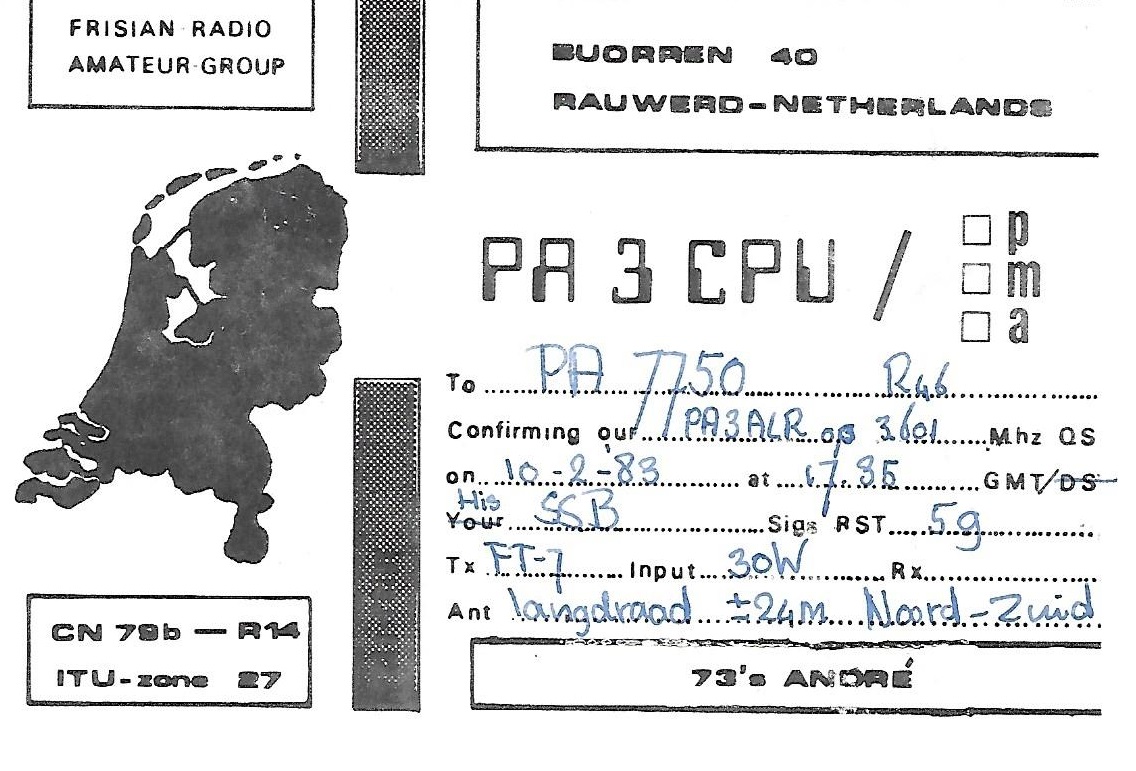 FRISIAN RADIO
AMATEUR GROUP
BUORREN 40
RAUWERD-NETHERLANDS
PA 3 CPU / p
m
a
To PA 7750 R46
Confirming our PA3ALR op 3601 Mhz QS
on 10-2-83 at 17.35 GMT/DS
His
Your SSB Sigs RST 59
Tx FT-7 Input 30W Rx
Ant langdraad ±24m Noord-Zuid
CN 79b — R14
ITU-zone 27
73's ANDRÉ